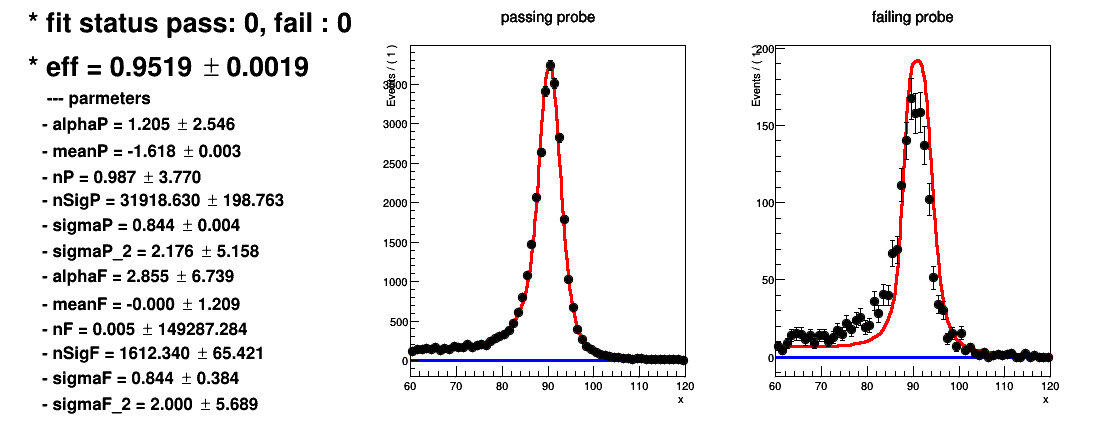 * fit status pass: 0, fail : 0
* eff = 0.9519 ± 0.0019
--- parmeters
- alphaP = 1.205 ± 2.546
- meanP = -1.618 ± 0.003
- nP = 0.987 ± 3.770
- nSigP = 31918.630 ± 198.763
- sigmaP = 0.844 ± 0.004
- sigmaP_2 = 2.176 ± 5.158
- alphaF = 2.855 ± 6.739
- meanF = -0.000 ± 1.209
- nF = 0.005 ± 149287.284
- nSigF = 1612.340 ± 65.421
- sigmaF = 0.844 ± 0.384
- sigmaF_2 = 2.000 ± 5.689
passing probe
Events / ( 1 )
3500
3000
2500
2000
1500
1000
500
0
60 70 80 90 100 110 120
x
failing probe
Events / ( 1 )
200
150
100
50
0
60 70 80 90 100 110 120
x